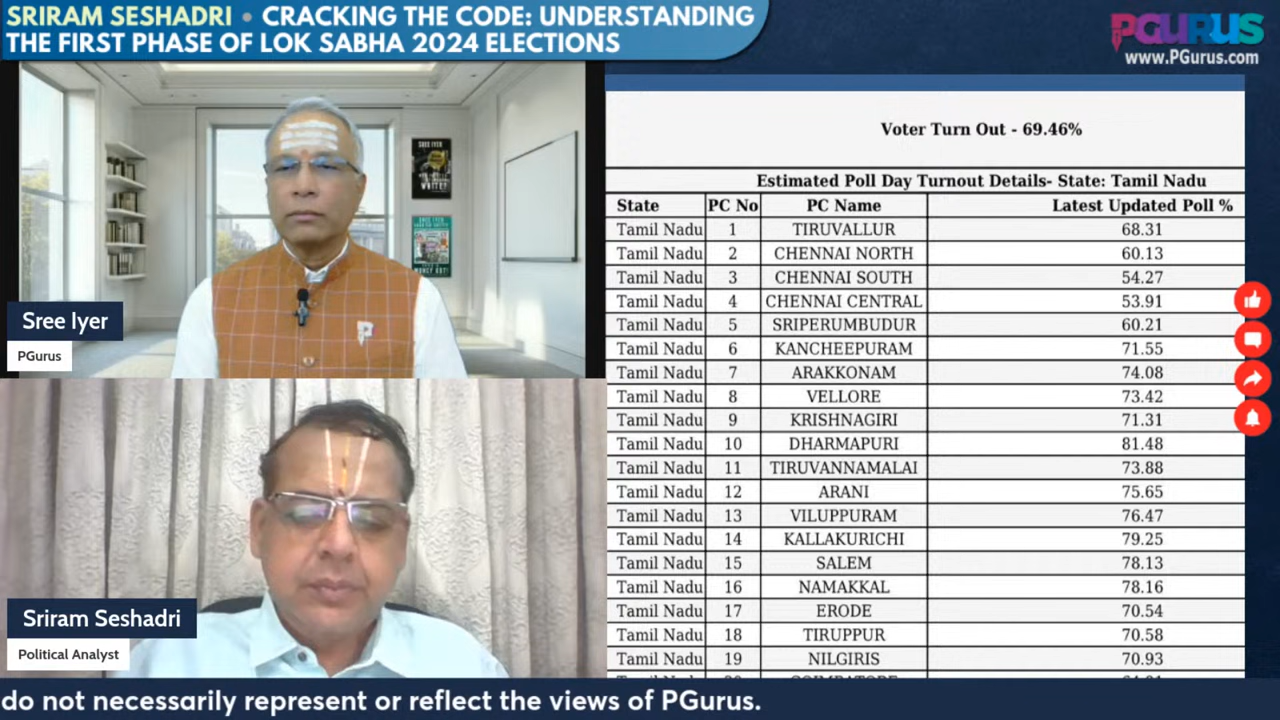 SRIRAM SESHADRI • CRACKING THE CODE: UNDERSTANDING
THE FIRST PHASE OF LOK SABHA 2024 ELECTIONS
PGURUS
www.PGurus.com
SREE IYER
Sree Iyer
PGurus
Sriram Seshadri
Political Analyst
Voter Turn Out - 69.46%
Estimated Poll Day Turnout Details- State: Tamil Nadu
State PC No PC Name Latest Updated Poll %
Tamil Nadu 1 TIRUVALLUR 68.31
Tamil Nadu 2 CHENNAI NORTH 60.13
Tamil Nadu 3 CHENNAI SOUTH 54.27
Tamil Nadu 4 CHENNAI CENTRAL 53.91
Tamil Nadu 5 SRIPERUMBUDUR 60.21
Tamil Nadu 6 KANCHEEPURAM 71.55
Tamil Nadu 7 ARAKKONAM 74.08
Tamil Nadu 8 VELLORE 73.42
Tamil Nadu 9 KRISHNAGIRI 71.31
Tamil Nadu 10 DHARMAPURI 81.48
Tamil Nadu 11 TIRUVANNAMALAI 73.88
Tamil Nadu 12 ARANI 75.65
Tamil Nadu 13 VILUPPURAM 76.47
Tamil Nadu 14 KALLAKURICHI 79.25
Tamil Nadu 15 SALEM 78.13
Tamil Nadu 16 NAMAKKAL 78.16
Tamil Nadu 17 ERODE 70.54
Tamil Nadu 18 TIRUPPUR 70.58
Tamil Nadu 19 NILGIRIS 70.93
do not necessarily represent or reflect the views of PGurus.